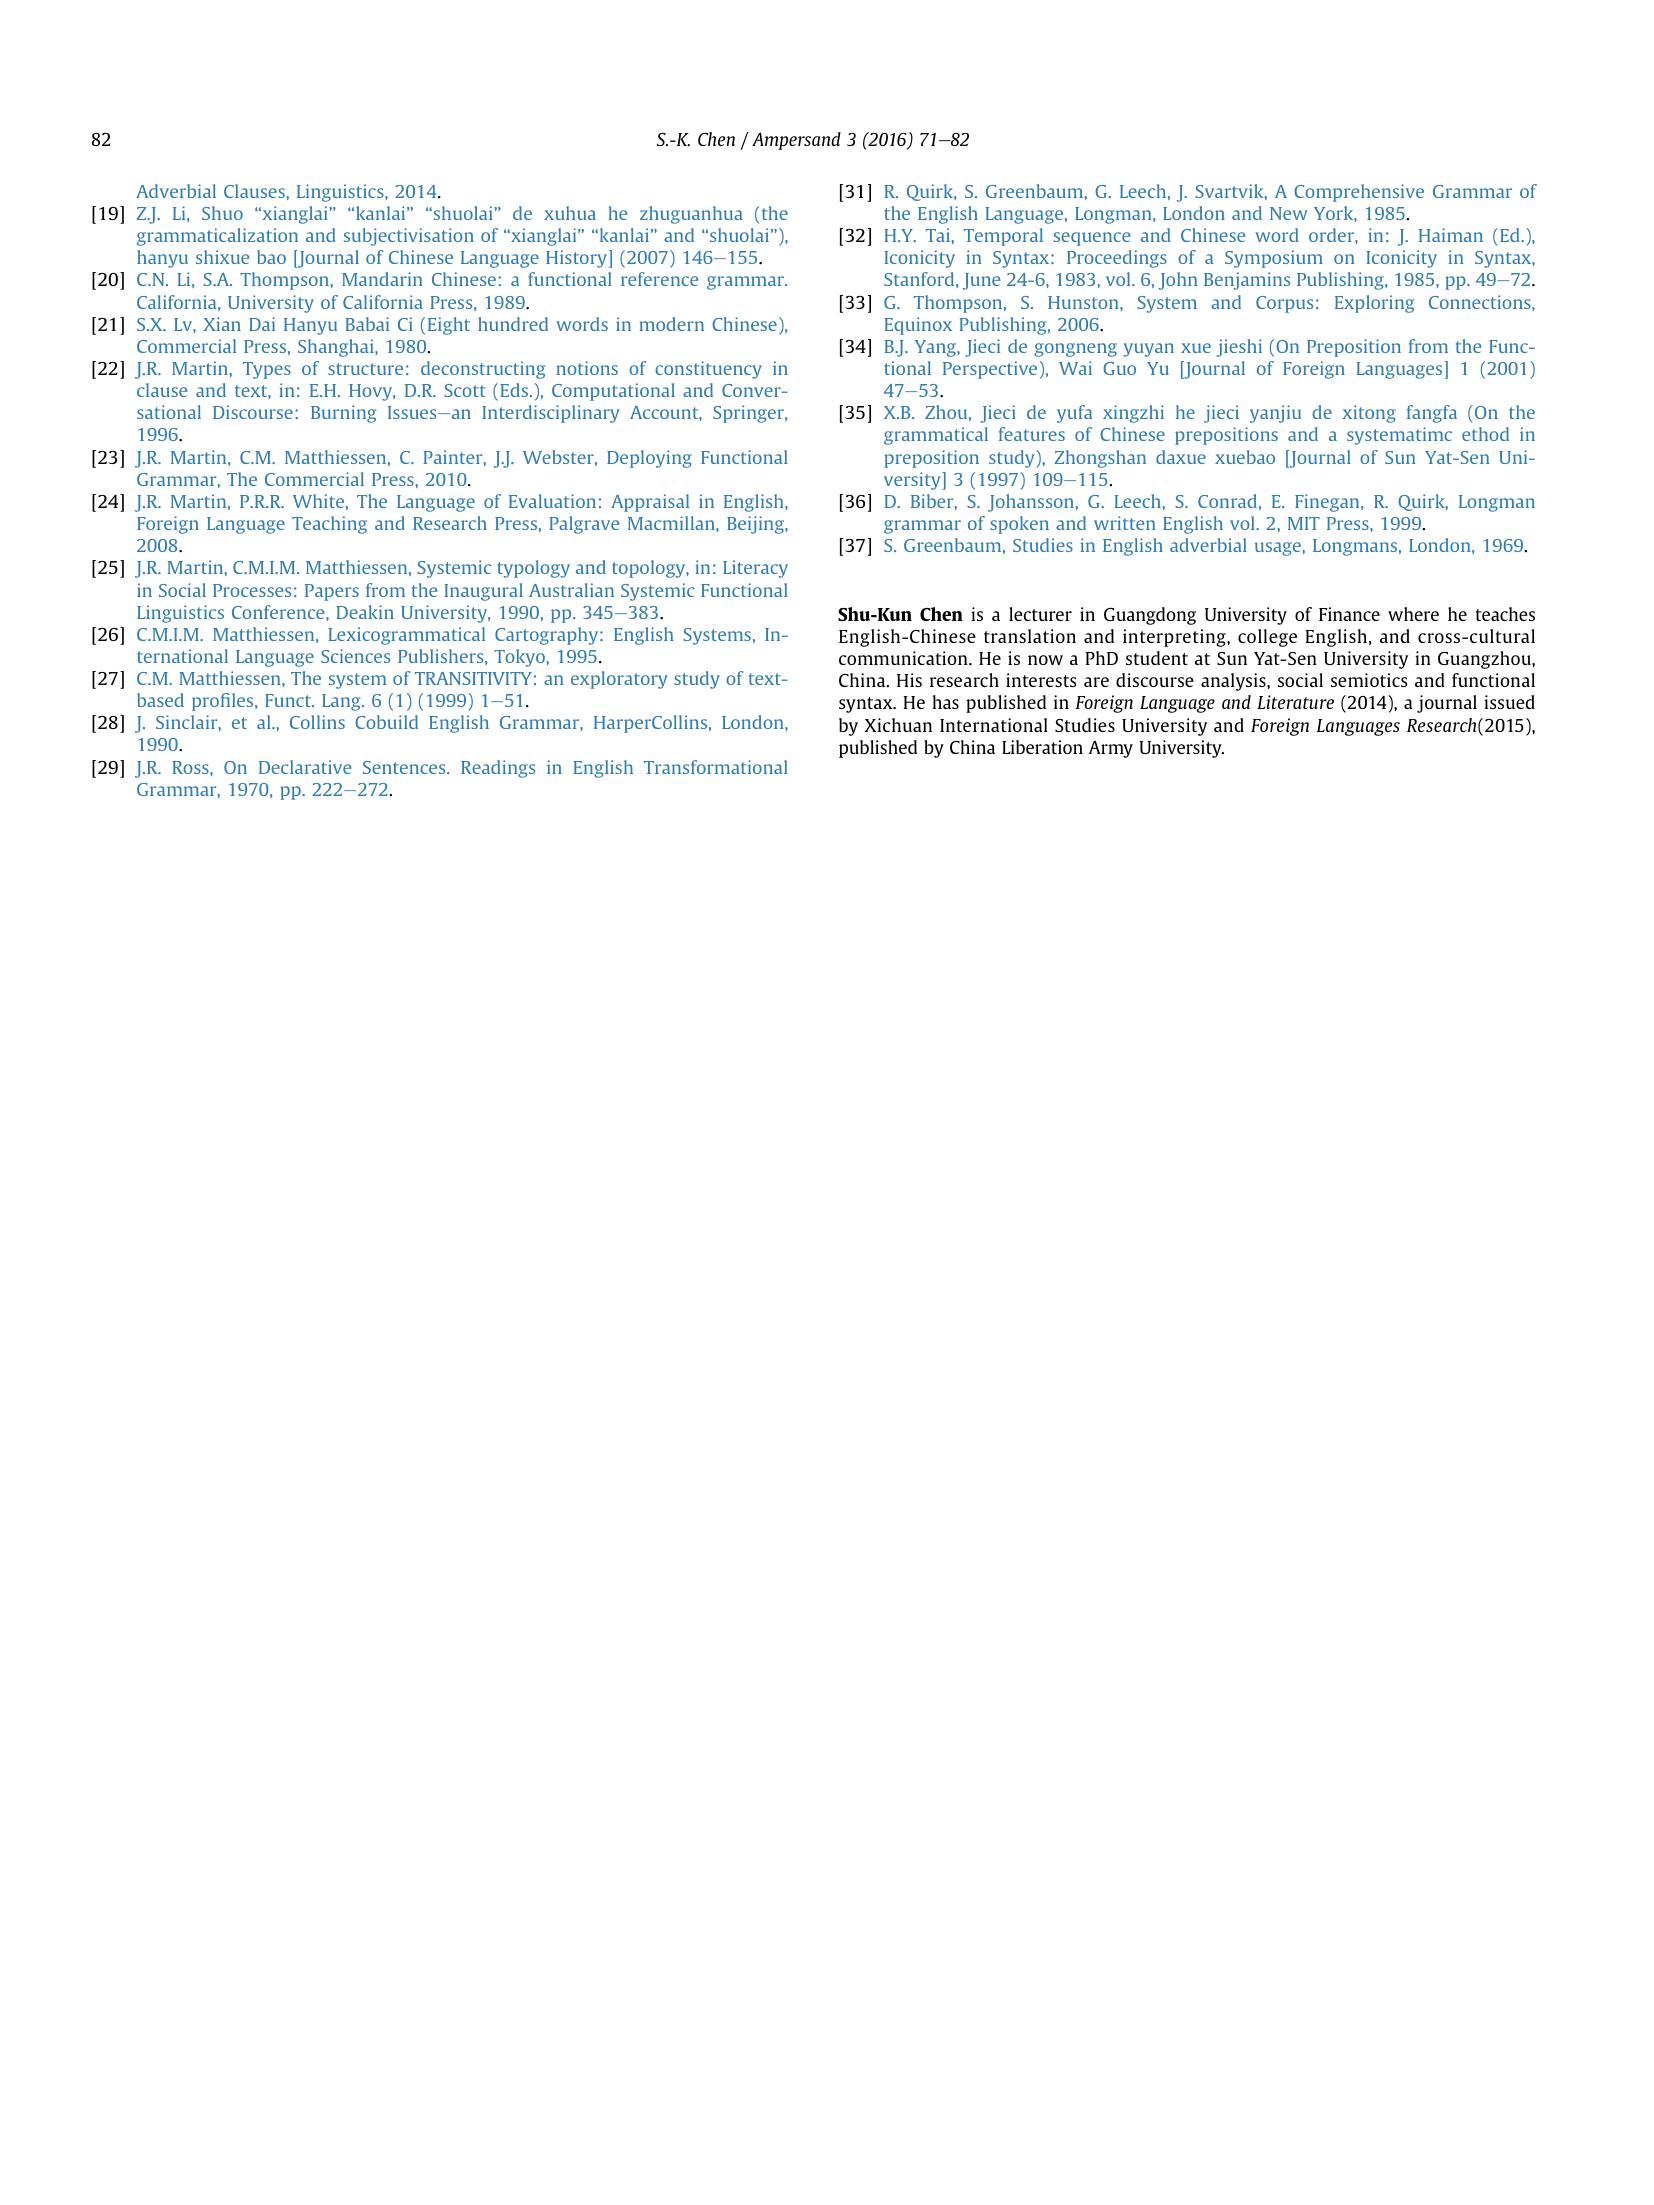 82
S.-K. Chen / Ampersand 3 (2016) 71–82
Adverbial Clauses, Linguistics, 2014.
[19] Z.J. Li, Shuo “xianglai” “kanlai” “shuolai” de xuhua he zhuguanhua (the
grammaticalization and subjectivisation of “xianglai” “kanlai” and “shuolai”),
hanyu shixue bao [Journal of Chinese Language History] (2007) 146–155.
[20] C.N. Li, S.A. Thompson, Mandarin Chinese: a functional reference grammar.
California, University of California Press, 1989.
[21] S.X. Lv, Xian Dai Hanyu Babai Ci (Eight hundred words in modern Chinese),
Commercial Press, Shanghai, 1980.
[22] J.R. Martin, Types of structure: deconstructing notions of constituency in
clause and text, in: E.H. Hovy, D.R. Scott (Eds.), Computational and Conver-
sational Discourse: Burning Issues—an Interdisciplinary Account, Springer,
1996.
[23] J.R. Martin, C.M. Matthiessen, C. Painter, J.J. Webster, Deploying Functional
Grammar, The Commercial Press, 2010.
[24] J.R. Martin, P.R.R. White, The Language of Evaluation: Appraisal in English,
Foreign Language Teaching and Research Press, Palgrave Macmillan, Beijing,
2008.
[25] J.R. Martin, C.M.I.M. Matthiessen, Systemic typology and topology, in: Literacy
in Social Processes: Papers from the Inaugural Australian Systemic Functional
Linguistics Conference, Deakin University, 1990, pp. 345–383.
[26] C.M.I.M. Matthiessen, Lexicogrammatical Cartography: English Systems, In-
ternational Language Sciences Publishers, Tokyo, 1995.
[27] C.M. Matthiessen, The system of TRANSITIVITY: an exploratory study of text-
based profiles, Funct. Lang. 6 (1) (1999) 1–51.
[28] J. Sinclair, et al., Collins Cobuild English Grammar, HarperCollins, London,
1990.
[29] J.R. Ross, On Declarative Sentences. Readings in English Transformational
Grammar, 1970, pp. 222–272.
[31] R. Quirk, S. Greenbaum, G. Leech, J. Svartvik, A Comprehensive Grammar of
the English Language, Longman, London and New York, 1985.
[32] H.Y. Tai, Temporal sequence and Chinese word order, in: J. Haiman (Ed.),
Iconicity in Syntax: Proceedings of a Symposium on Iconicity in Syntax,
Stanford, June 24-6, 1983, vol. 6, John Benjamins Publishing, 1985, pp. 49–72.
[33] G. Thompson, S. Hunston, System and Corpus: Exploring Connections,
Equinox Publishing, 2006.
[34] B.J. Yang, Jieci de gongneng yuyan xue jieshi (On Preposition from the Func-
tional Perspective), Wai Guo Yu [Journal of Foreign Languages] 1 (2001)
47–53.
[35] X.B. Zhou, Jieci de yufa xingzhi he jieci yanjiu de xitong fangfa (On the
grammatical features of Chinese prepositions and a systematimc ethod in
preposition study), Zhongshan daxue xuebao [Journal of Sun Yat-Sen Uni-
versity] 3 (1997) 109–115.
[36] D. Biber, S. Johansson, G. Leech, S. Conrad, E. Finegan, R. Quirk, Longman
grammar of spoken and written English vol. 2, MIT Press, 1999.
[37] S. Greenbaum, Studies in English adverbial usage, Longmans, London, 1969.
Shu-Kun Chen is a lecturer in Guangdong University of Finance where he teaches
English-Chinese translation and interpreting, college English, and cross-cultural
communication. He is now a PhD student at Sun Yat-Sen University in Guangzhou,
China. His research interests are discourse analysis, social semiotics and functional
syntax. He has published in Foreign Language and Literature (2014), a journal issued
by Xichuan International Studies University and Foreign Languages Research(2015),
published by China Liberation Army University.